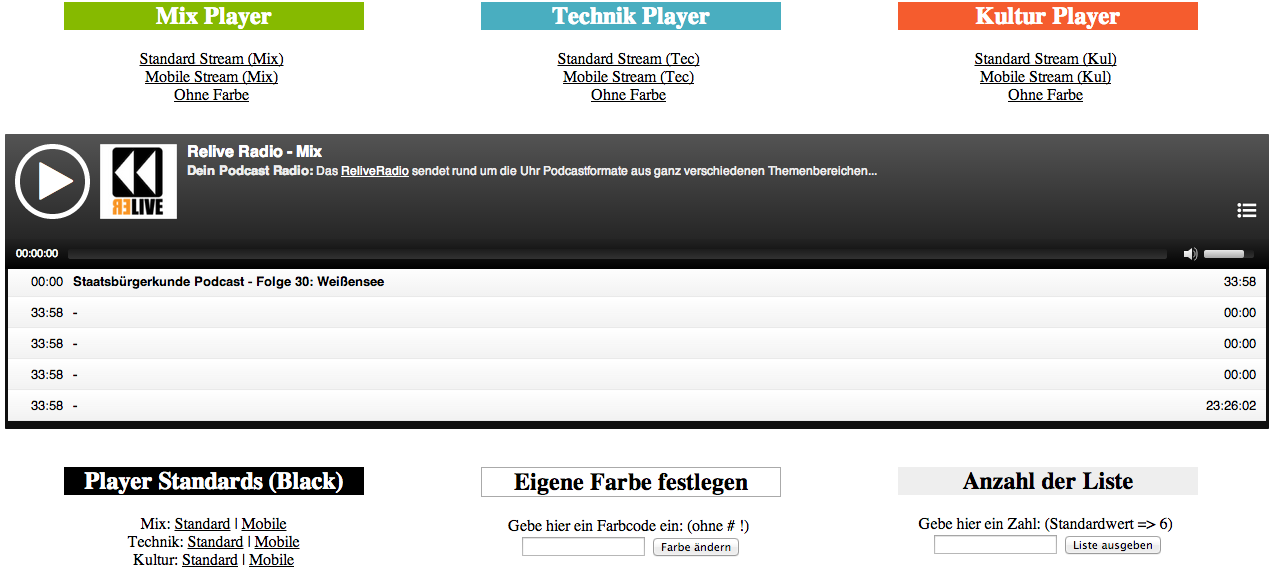 Mix Player
Technik Player
Kultur Player
Standard Stream (Mix)
Standard Stream (Tec)
Standard Stream (Kul)
Mobile Stream (Mix)
Mobile Stream (Tec)
Mobile Stream (Kul)
Ohne Farbe
Ohne Farbe
Ohne Farbe
RELIVE
Relive Radio - Mix
Dein Podcast Radio: Das ReliveRadio sendet rund um die Uhr Podcastformate aus ganz verschiedenen Themenbereichen...
00:00:00
00:00 Staatsbürgerkunde Podcast - Folge 30: Weißensee 33:58
33:58 - 00:00
33:58 - 00:00
33:58 - 00:00
33:58 - 23:26:02
Player Standards (Black)
Mix: Standard | Mobile
Technik: Standard | Mobile
Kultur: Standard | Mobile
Eigene Farbe festlegen
Gebe hier ein Farbcode ein: (ohne # !)
Farbe ändern
Anzahl der Liste
Gebe hier ein Zahl: (Standardwert => 6)
Liste ausgeben